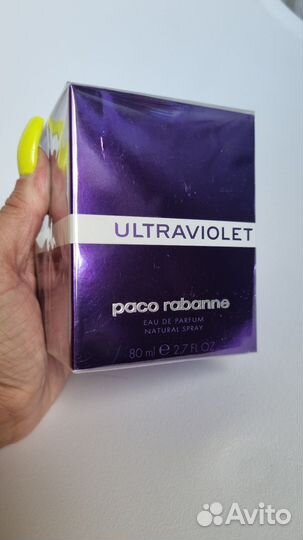 ULTRAVIOLET
paco rabanne
EAU DE PARFUM
NATURAL SPRAY
80 ml ℮ 2.7 FL OZ
Avito